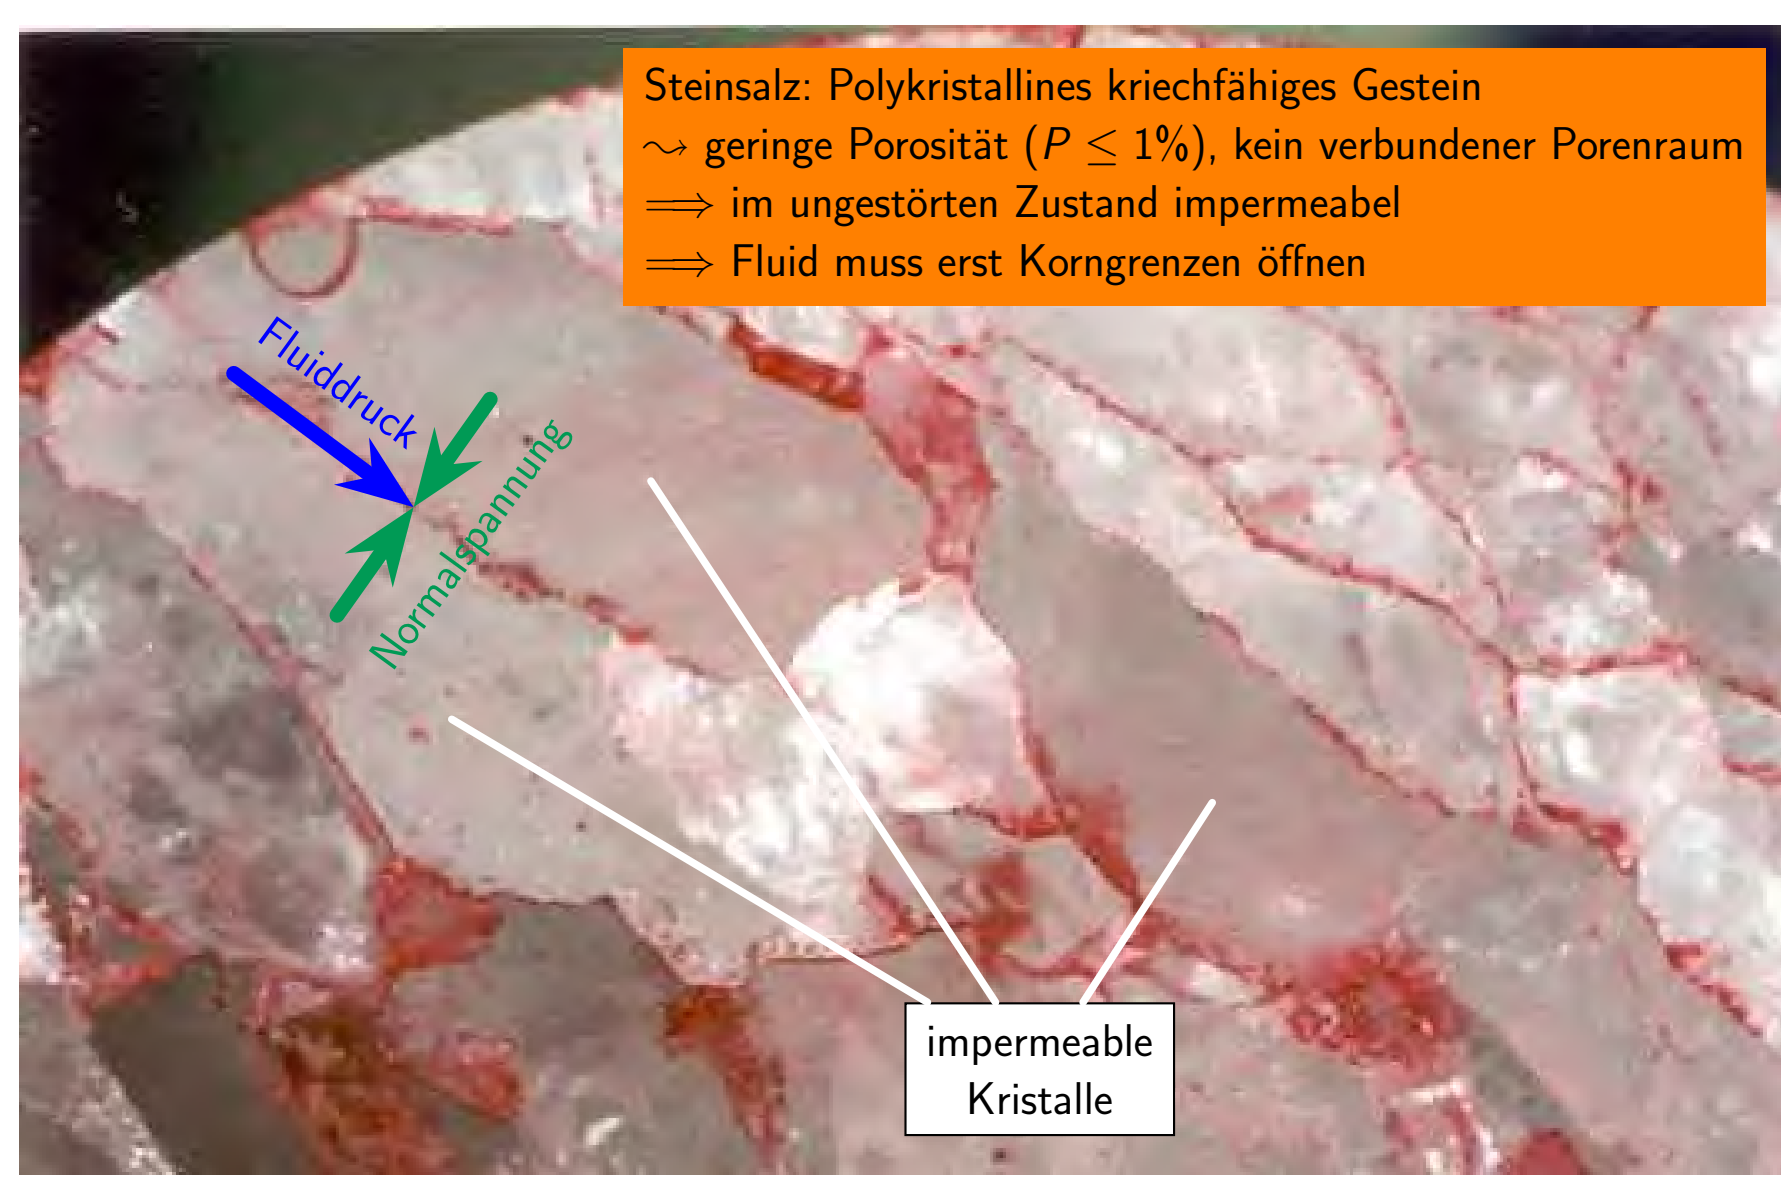 Steinsalz: Polykristallines kriechfähiges Gestein
⤳ geringe Porosität (P ≤ 1%), kein verbundener Porenraum
⟹ im ungestörten Zustand impermeabel
⟹ Fluid muss erst Korngrenzen öffnen
Fluiddruck
Normalspannung
impermeable
Kristalle